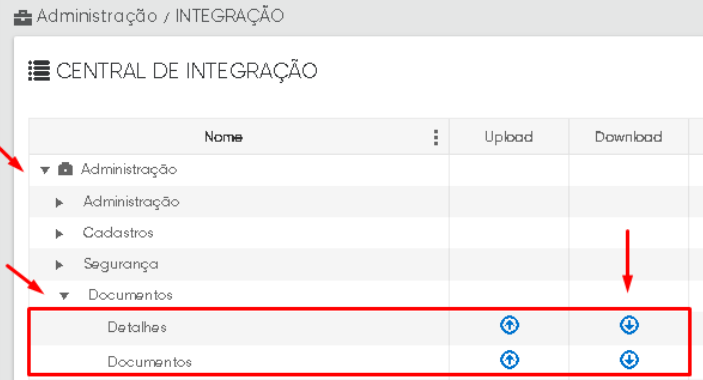 Administração / INTEGRAÇÃO
CENTRAL DE INTEGRAÇÃO
Nome Upload Download
Administração
Administração
Cadastros
Segurança
Documentos
Detalhes
Documentos